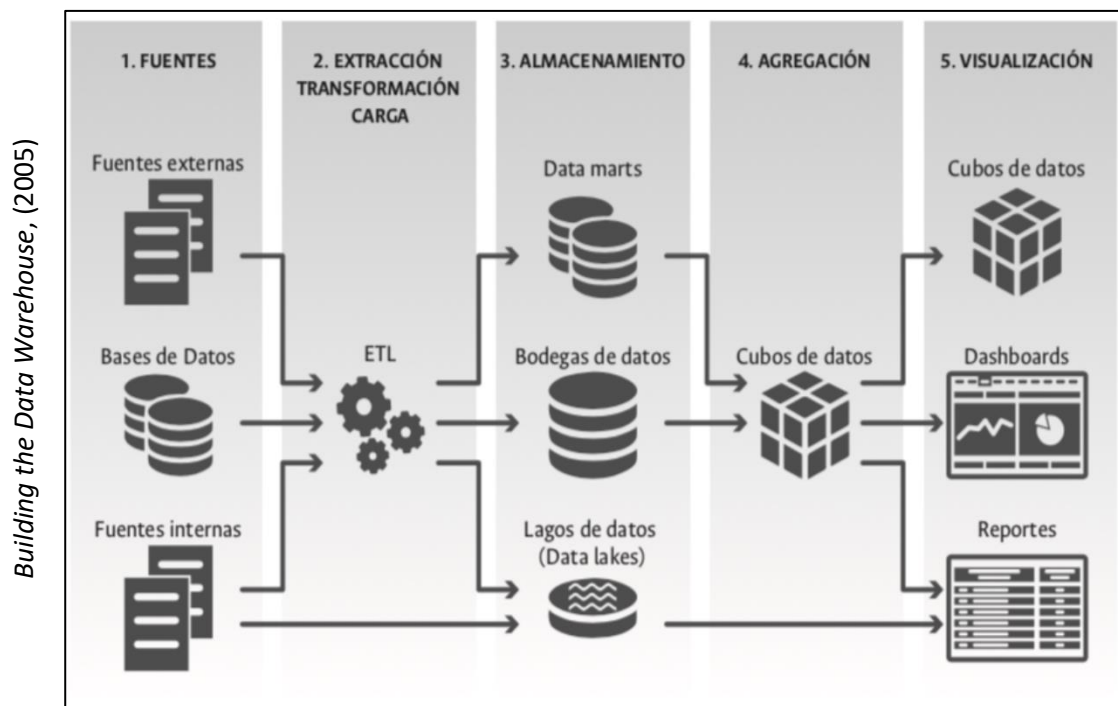 Building the Data Warehouse, (2005)
1. FUENTES
2. EXTRACCIÓN
TRANSFORMACIÓN
CARGA
3. ALMACENAMIENTO
4. AGREGACIÓN
5. VISUALIZACIÓN
Fuentes externas
Data marts
Cubos de datos
Bases de Datos
ETL
Bodegas de datos
Cubos de datos
Dashboards
Fuentes internas
Lagos de datos
(Data lakes)
Reportes